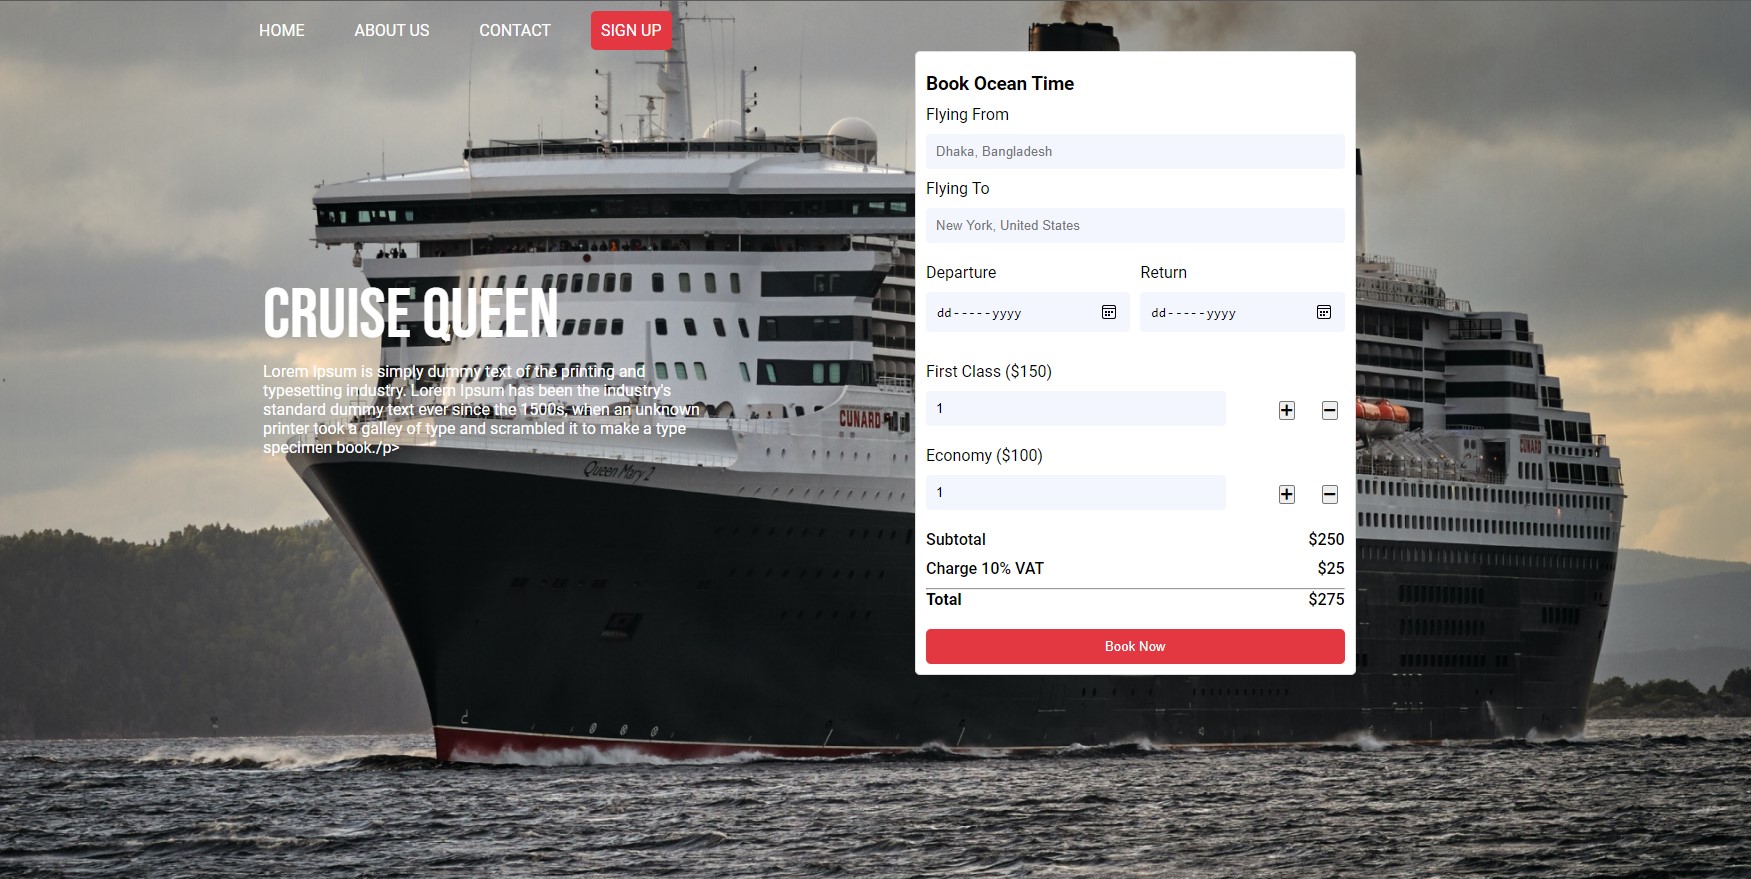 HOME ABOUT US CONTACT SIGN UP
CRUISE QUEEN
Lorem Ipsum is simply dummy text of the printing and
typesetting industry. Lorem Ipsum has been the industry's
standard dummy text ever since the 1500s, when an unknown
printer took a galley of type and scrambled it to make a type
specimen book./p>
Book Ocean Time
Flying From
Dhaka, Bangladesh
Flying To
New York, United States
Departure Return
dd-----yyyy dd-----yyyy
First Class ($150)
1 + −
Economy ($100)
1 + −
Subtotal $250
Charge 10% VAT $25
Total $275
Book Now
CUNARD
Queen Mary 2
CUNARD